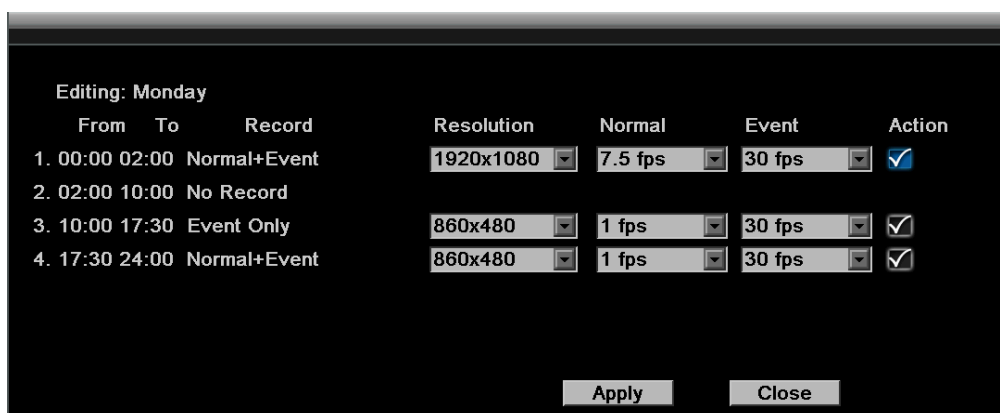 Editing: Monday
From To Record Resolution Normal Event Action
1. 00:00 02:00 Normal+Event 1920x1080 7.5 fps 30 fps
2. 02:00 10:00 No Record
3. 10:00 17:30 Event Only 860x480 1 fps 30 fps
4. 17:30 24:00 Normal+Event 860x480 1 fps 30 fps
Apply Close